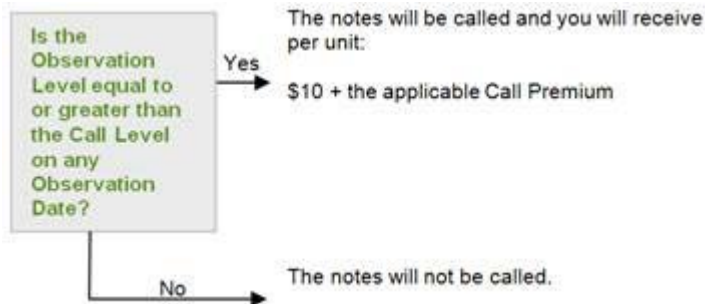 Is the
Observation
Level equal to
or greater than
the Call Level
on any
Observation
Date?
Yes
The notes will be called and you will receive
per unit:
$10 + the applicable Call Premium
No
The notes will not be called.